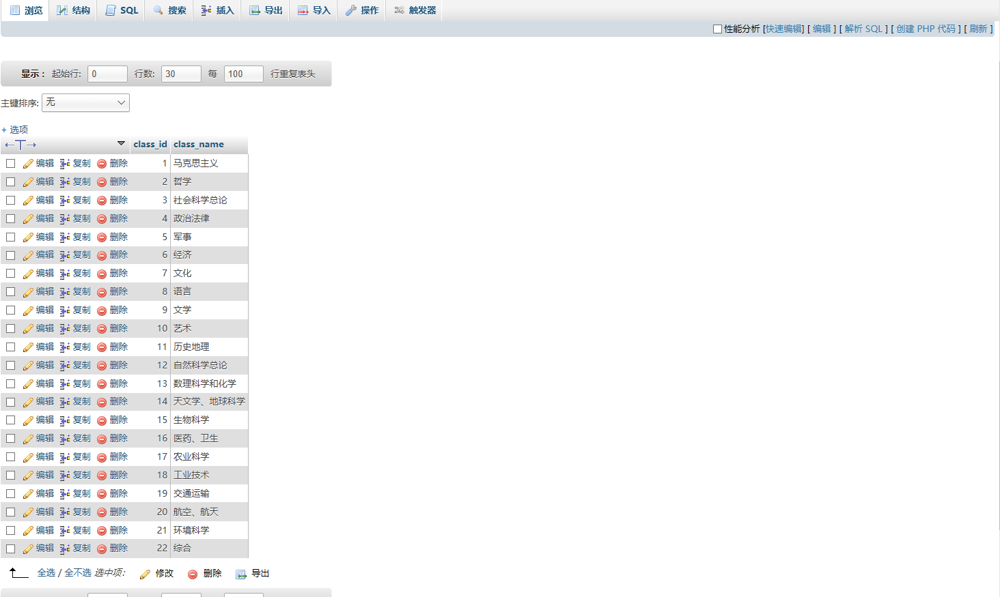 浏览 结构 SQL 搜索 插入 导出 导入 操作 触发器
性能分析 [快速编辑] [ 编辑 ] [ 解析 SQL ] [ 创建 PHP 代码 ] [ 刷新 ]
显示： 起始行: 0 行数: 30 每 100 行重复表头
主键排序: 无
+ 选项
←T→ class_id class_name
编辑 复制 删除 1 马克思主义
编辑 复制 删除 2 哲学
编辑 复制 删除 3 社会科学总论
编辑 复制 删除 4 政治法律
编辑 复制 删除 5 军事
编辑 复制 删除 6 经济
编辑 复制 删除 7 文化
编辑 复制 删除 8 语言
编辑 复制 删除 9 文学
编辑 复制 删除 10 艺术
编辑 复制 删除 11 历史地理
编辑 复制 删除 12 自然科学总论
编辑 复制 删除 13 数理科学和化学
编辑 复制 删除 14 天文学、地球科学
编辑 复制 删除 15 生物科学
编辑 复制 删除 16 医药、卫生
编辑 复制 删除 17 农业科学
编辑 复制 删除 18 工业技术
编辑 复制 删除 19 交通运输
编辑 复制 删除 20 航空、航天
编辑 复制 删除 21 环境科学
编辑 复制 删除 22 综合
全选 / 全不选 选中项: 修改 删除 导出